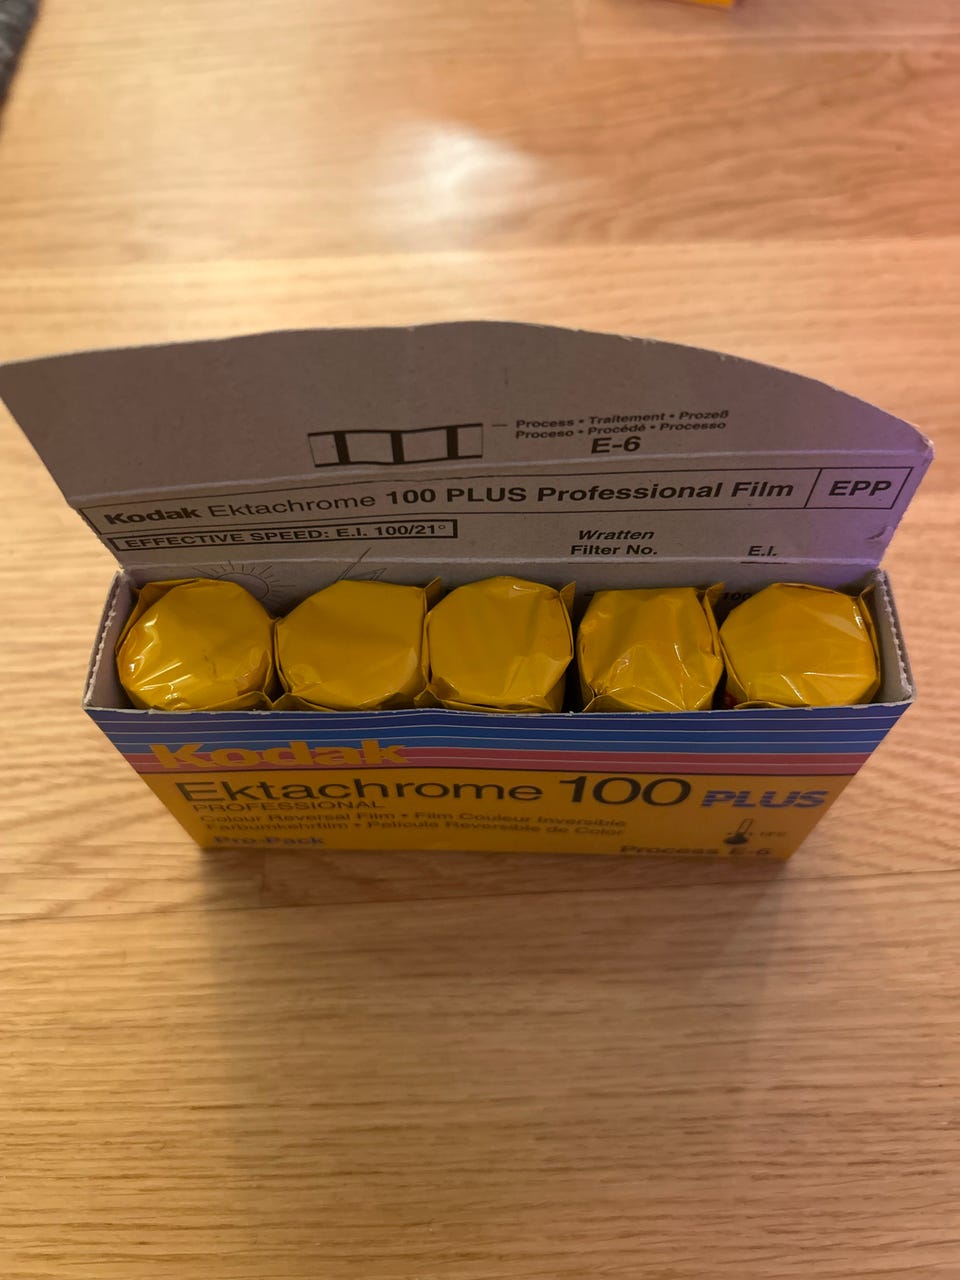 Process • Traitement • Prozeß
Proceso • Procédé • Processo
E-6
Kodak Ektachrome 100 PLUS Professional Film EPP
EFFECTIVE SPEED: E.I. 100/21°
Wratten
Filter No. E.I.
100
Kodak
Ektachrome 100 PLUS
PROFESSIONAL
Colour Reversal Film • Film Couleur Inversible
Farbumkehrfilm • Película Reversible de Color
Pro-Pack
Process E-6